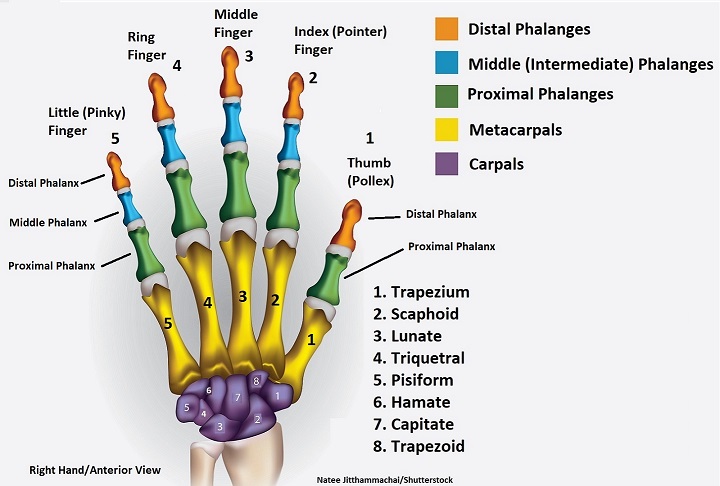 Middle
Finger
3
Ring
Finger
4
Index (Pointer)
Finger
2
Little (Pinky)
Finger
5
1
Thumb
(Pollex)
Distal Phalanges
Middle (Intermediate) Phalanges
Proximal Phalanges
Metacarpals
Carpals
Distal Phalanx
Middle Phalanx
Proximal Phalanx
Distal Phalanx
Proximal Phalanx
5
4
3
2
1
1. Trapezium
2. Scaphoid
3. Lunate
4. Triquetral
5. Pisiform
6. Hamate
7. Capitate
8. Trapezoid
8
6
7
1
5
4
2
3
Right Hand/Anterior View
Natee Jitthammachai/Shutterstock